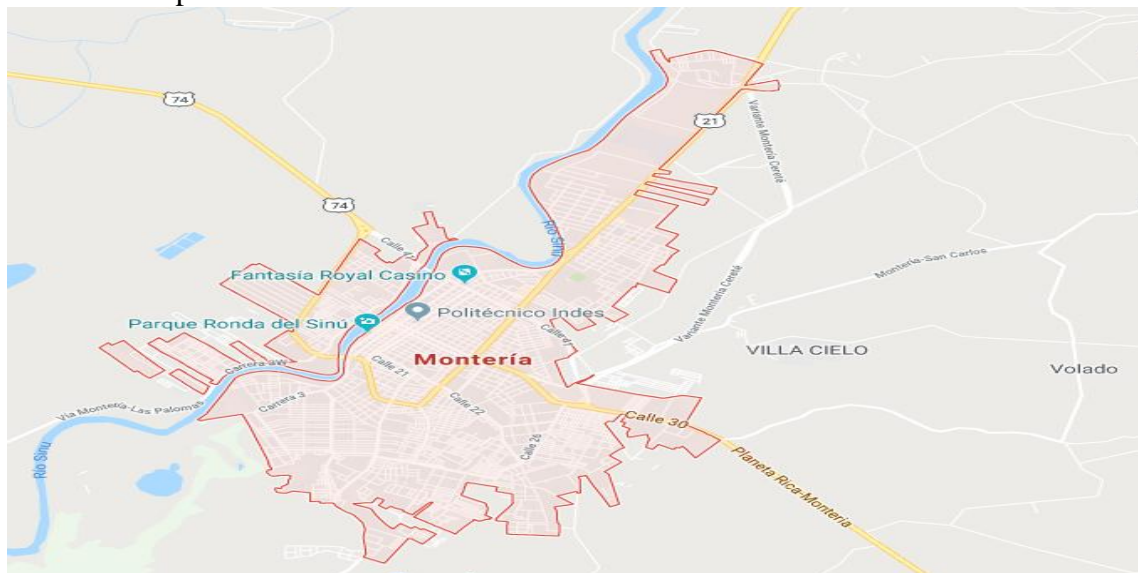 74
21
Variante Montería Cereté
74
Calle 41
Río Sinú
Montería-San Carlos
Fantasía Royal Casino
Politécnico Indes
Parque Ronda del Sinú
Variante Montería Cereté
VILLA CIELO
Montería
Volado
Calle 21
Carrera 3W
Carrera 3
Calle 22
Vía Montería-Las Palomas
Calle 30
Calle 26
Río Sinú
Planeta Rica-Montería